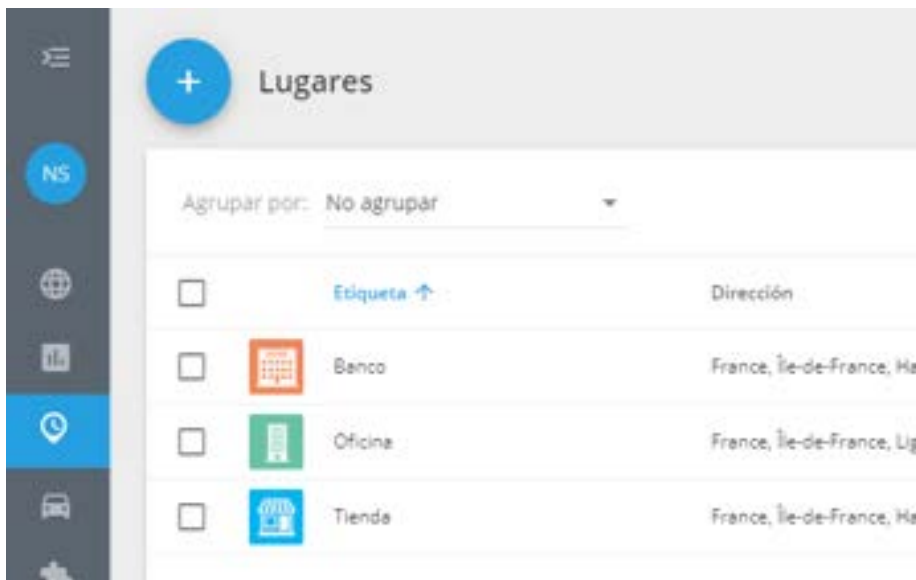 Lugares
NS
Agrupar por: No agrupar
Etiqueta Dirección
Banco France, Île-de-France, Ha
Oficina France, Île-de-France, Lig
Tienda France, Île-de-France, Ha